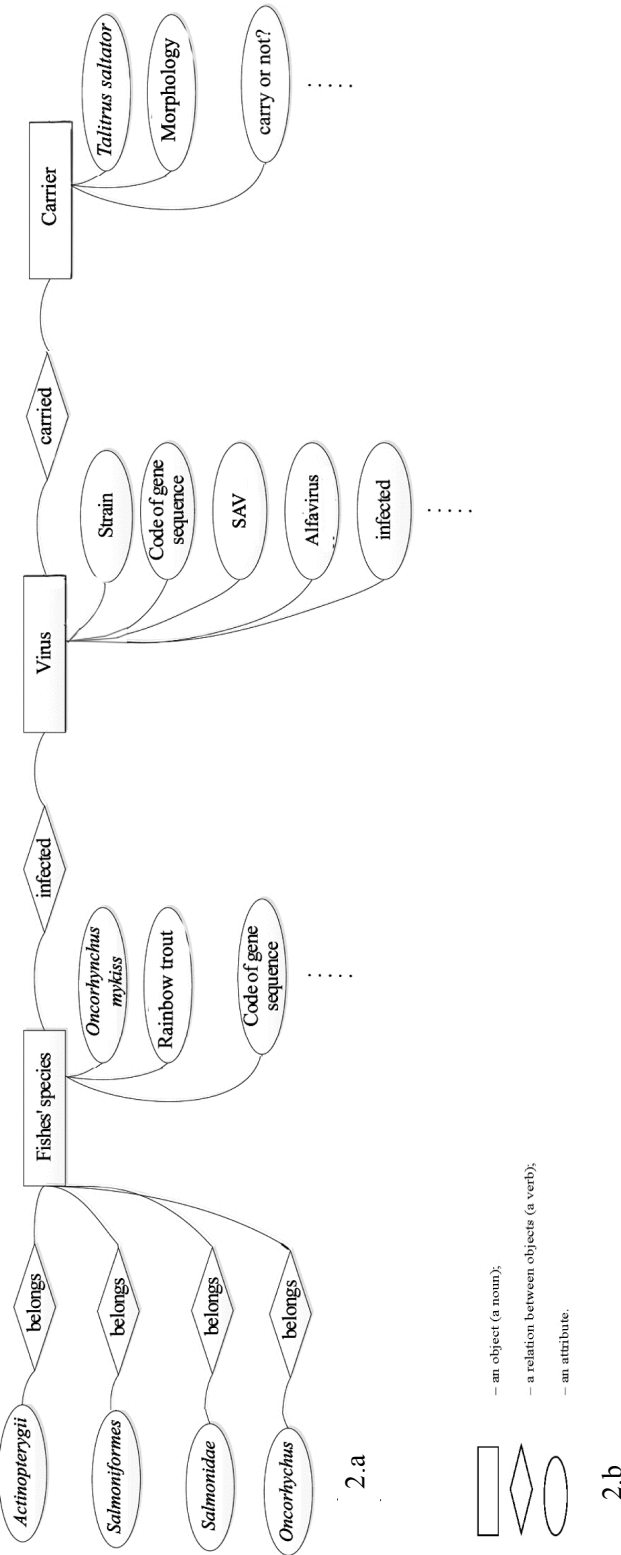 Actinopterygii
Salmoniformes
Salmonidae
Oncorhychus
belongs
belongs
belongs
belongs
Fishes' species
Oncorhynchus
mykiss
Rainbow trout
Code of gene
sequence
.....
infected
Virus
Strain
Code of gene
sequence
SAV
Alfavirus
infected
.....
carried
Carrier
Talitrus saltator
Morphology
carry or not?
.....
2.a
– an object (a noun);
– a relation between objects (a verb);
– an attribute.
2.b